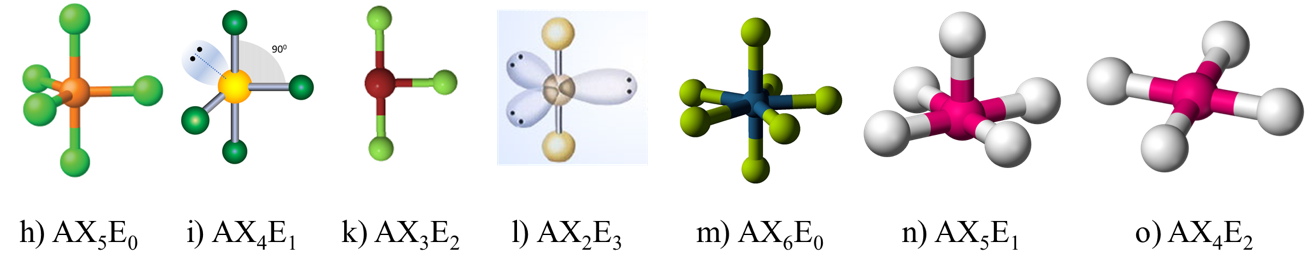 90⁰
h) AX₅E₀ i) AX₄E₁ k) AX₃E₂ l) AX₂E₃ m) AX₆E₀ n) AX₅E₁ o) AX₄E₂